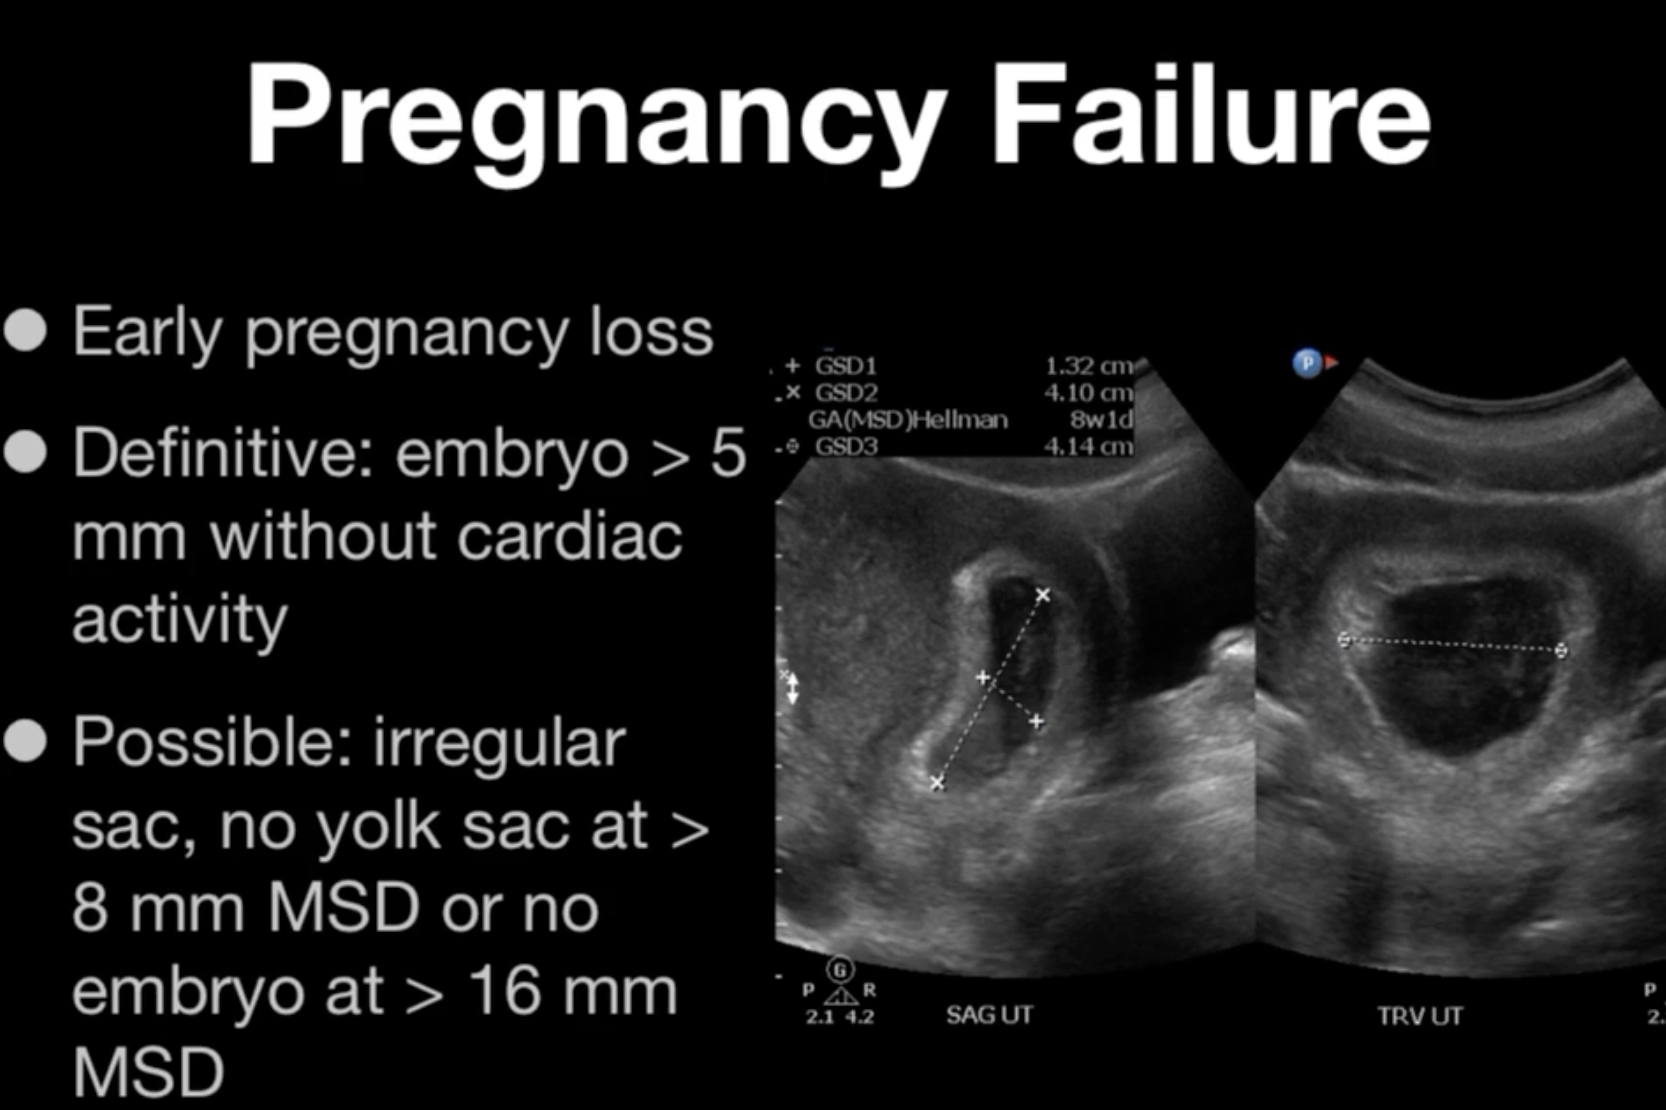 Pregnancy Failure
● Early pregnancy loss
● Definitive: embryo > 5
mm without cardiac
activity
● Possible: irregular
sac, no yolk sac at >
8 mm MSD or no
embryo at > 16 mm
MSD
+ GSD1 1.32 cm
× GSD2 4.10 cm
GA(MSD)Hellman 8w1d
GSD3 4.14 cm
P
G
P R
2.1 4.2
SAG UT
TRV UT
P
2.